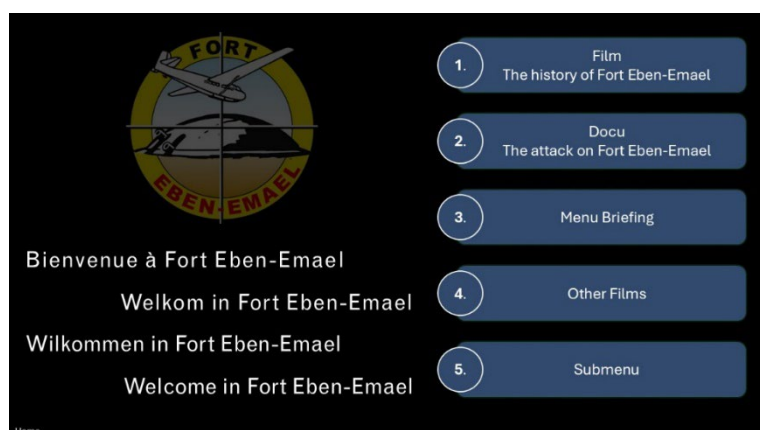 FORT
EBEN-EMAEL
Bienvenue à Fort Eben-Emael
Welkom in Fort Eben-Emael
Wilkommen in Fort Eben-Emael
Welcome in Fort Eben-Emael
1.
Film
The history of Fort Eben-Emael
2.
Docu
The attack on Fort Eben-Emael
3.
Menu Briefing
4.
Other Films
5.
Submenu